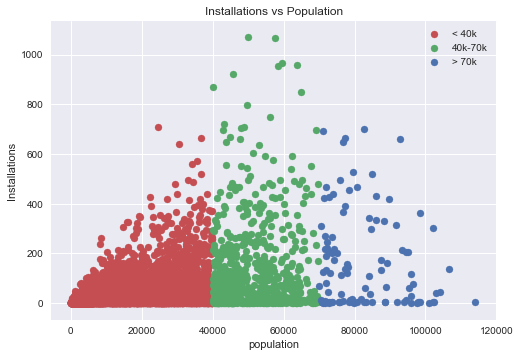 Installations vs Population
< 40k
40k-70k
> 70k
Installations
1000
800
600
400
200
0
0
20000
40000
60000
80000
100000
120000
population